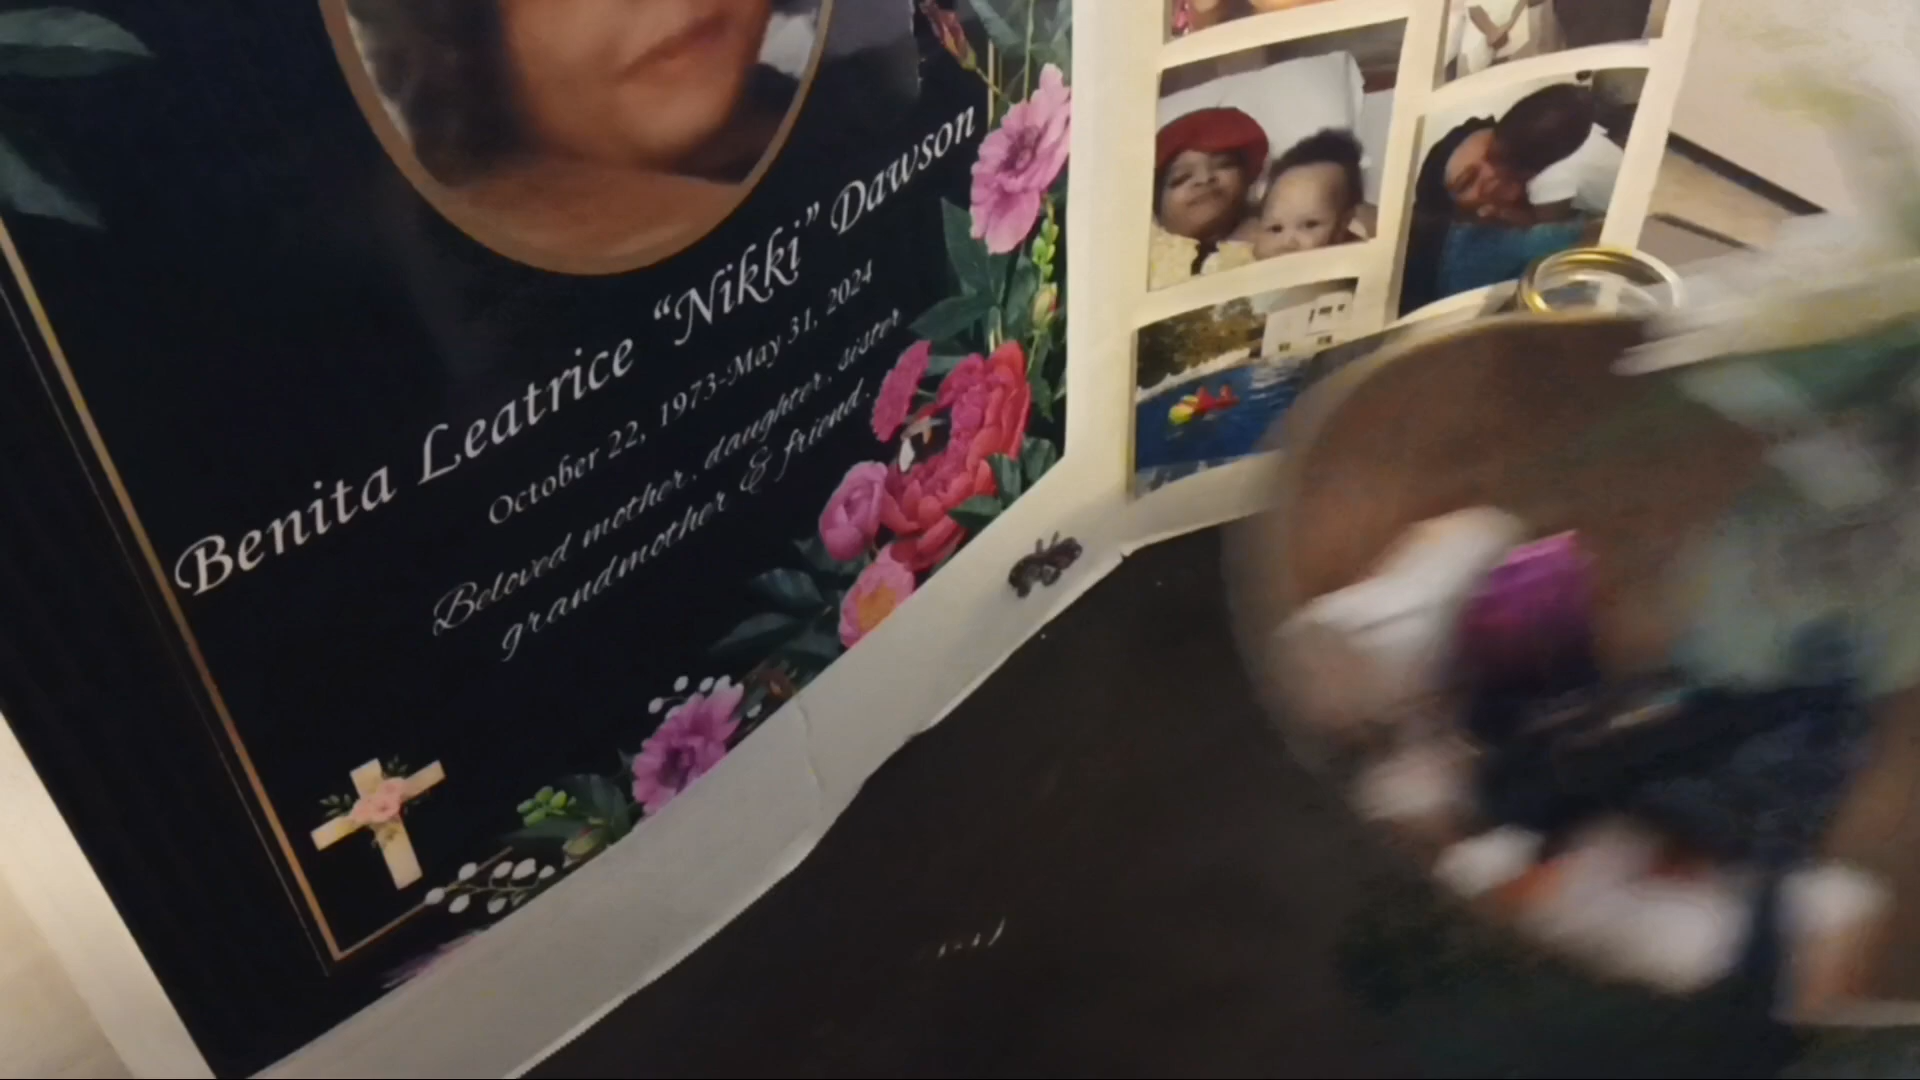 Benita Leatrice “Nikki” Dawson
October 22, 1973-May 31, 2024
Beloved mother, daughter, sister
grandmother & friend.